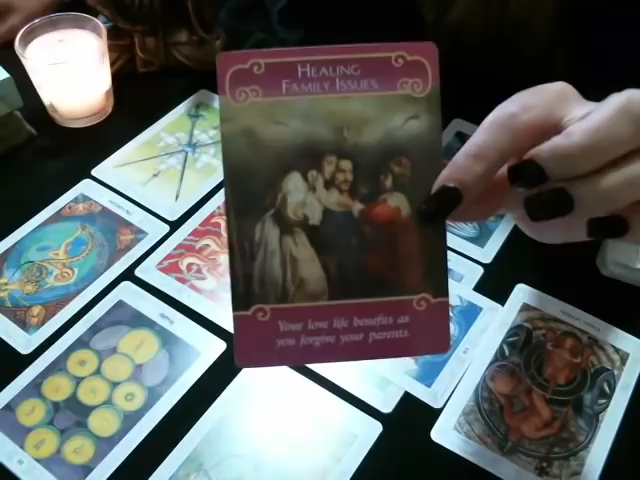 HEALING
FAMILY ISSUES
Your love life benefits as
you forgive your parents.